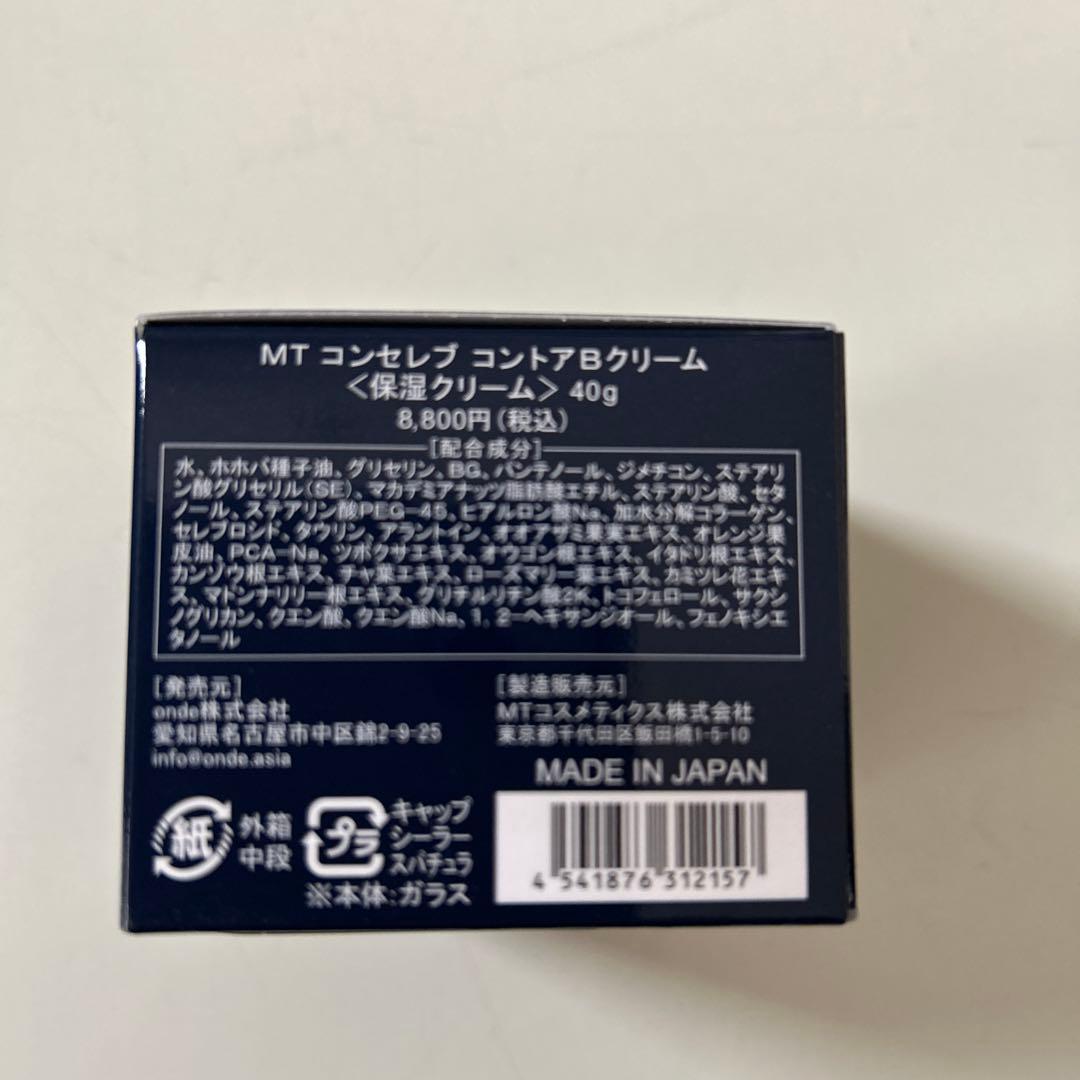 MT コンセレブ コントアBクリーム
〈保湿クリーム〉 40g
8,800円(税込)
[配合成分]
水、ホホバ種子油、グリセリン、BG、パンテノール、ジメチコン、ステアリ
ン酸グリセリル(SE)、マカデミアナッツ脂肪酸エチル、ステアリン酸、セタ
ノール、ステアリン酸PEG-45、ヒアルロン酸Na、加水分解コラーゲン、
セレブロシド、タウリン、アラントイン、オオアザミ果実エキス、オレンジ果
皮油、PCA-Na、ツボクサエキス、オウゴン根エキス、イタドリ根エキス、
カンゾウ根エキス、チャ葉エキス、ローズマリー葉エキス、カミツレ花エキ
ス、マドンナリリー根エキス、グリチルリチン酸2K、トコフェロール、サクシ
ノグリカン、クエン酸、クエン酸Na、1,2-ヘキサンジオール、フェノキシエ
タノール
[発売元]
onde株式会社
愛知県名古屋市中区錦2-9-25
info@onde.asia
[製造販売元]
MTコスメティクス株式会社
東京都千代田区飯田橋1-5-10
MADE IN JAPAN
紙 外箱
中段
プラ キャップ
シーラー
スパチュラ
※本体:ガラス
4 541876 312157